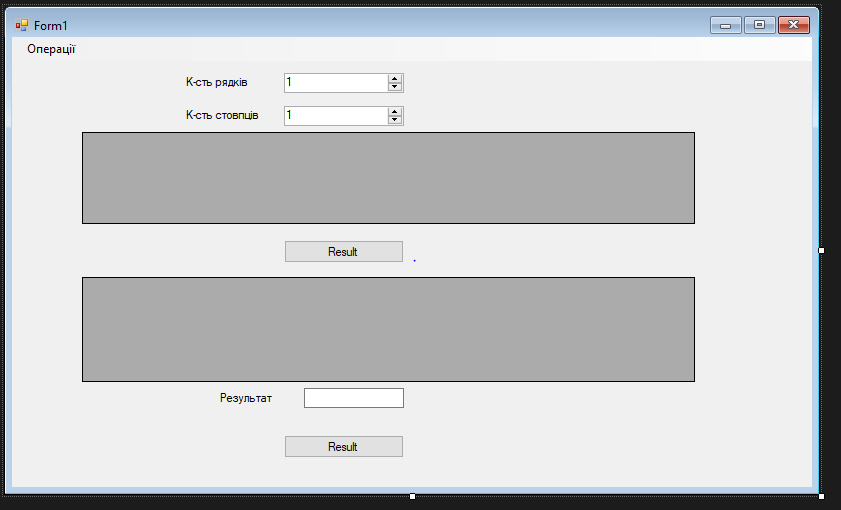 Form1
Операції
К-сть рядків 1
К-сть стовпців 1
Result
Результат
Result